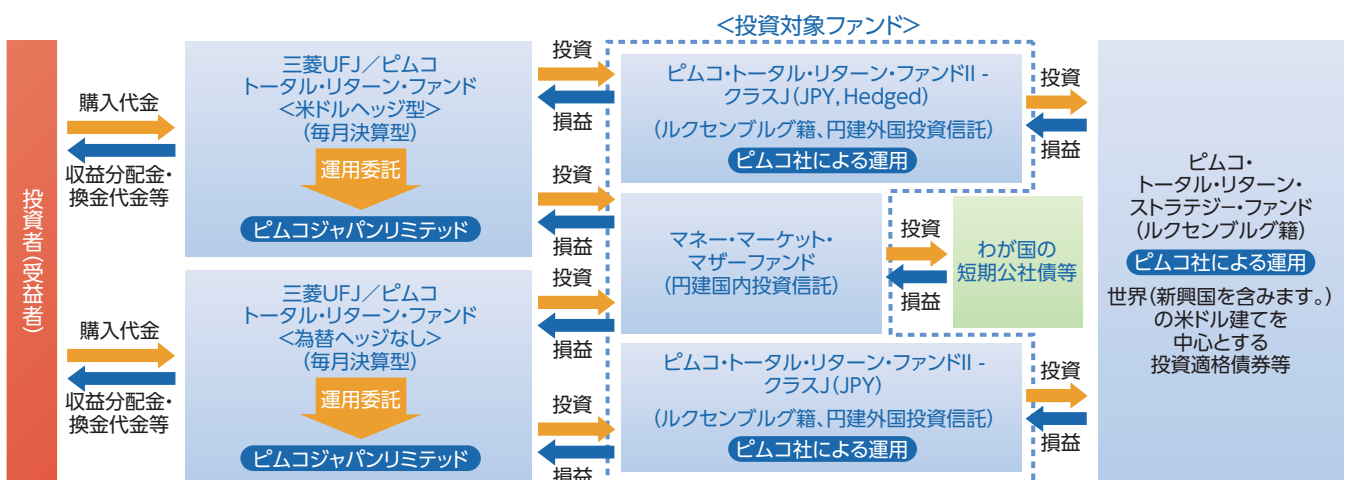 <投資対象ファンド>
投資者(受益者)
購入代金
収益分配金・
換金代金等
三菱UFJ/ピムコ
トータル・リターン・ファンド
<米ドルヘッジ型>
(毎月決算型)
運用委託
ピムコジャパンリミテッド
投資
損益
投資
損益
ピムコ・トータル・リターン・ファンドII -
クラスJ(JPY,Hedged)
(ルクセンブルグ籍、円建外国投資信託)
ピムコ社による運用
投資
損益
マネー・マーケット・
マザーファンド
(円建国内投資信託)
投資
損益
わが国の
短期公社債等
購入代金
収益分配金・
換金代金等
三菱UFJ/ピムコ
トータル・リターン・ファンド
<為替ヘッジなし>
(毎月決算型)
運用委託
ピムコジャパンリミテッド
投資
損益
投資
損益
ピムコ・トータル・リターン・ファンドII -
クラスJ(JPY)
(ルクセンブルグ籍、円建外国投資信託)
ピムコ社による運用
投資
損益
ピムコ・
トータル・リターン・
ストラテジー・ファンド
(ルクセンブルグ籍)
ピムコ社による運用
世界(新興国を含みます。)
の米ドル建てを
中心とする
投資適格債券等